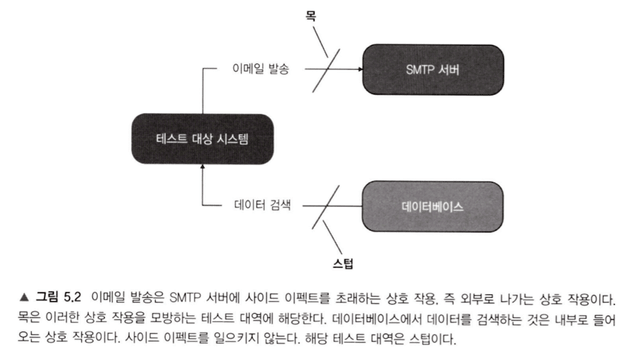 목
이메일 발송
SMTP 서버
테스트 대상 시스템
데이터 검색
데이터베이스
스텁
▲ 그림 5.2 이메일 발송은 SMTP 서버에 사이드 이펙트를 초래하는 상호 작용, 즉 외부로 나가는 상호 작용이다.
목은 이러한 상호 작용을 모방하는 테스트 대역에 해당한다. 데이터베이스에서 데이터를 검색하는 것은 내부로 들어
오는 상호 작용이다. 사이드 이펙트를 일으키지 않는다. 해당 테스트 대역은 스텁이다.